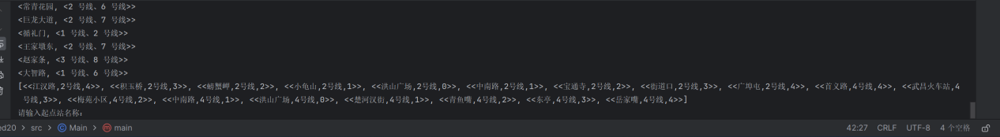 <常青花园, <2 号线、6 号线>>
<巨龙大道, <2 号线、7 号线>>
<循礼门, <1 号线、2 号线>>
<王家墩东, <2 号线、7 号线>>
<赵家条, <3 号线、8 号线>>
<大智路, <1 号线、6 号线>>
[<<江汉路,2号线,4>>, <<积玉桥,2号线,3>>, <<螃蟹岬,2号线,2>>, <<小龟山,2号线,1>>, <<洪山广场,2号线,0>>, <<中南路,2号线,1>>, <<宝通寺,2号线,2>>, <<街道口,2号线,3>>, <<广埠屯,2号线,4>>, <<首义路,4号线,4>>, <<武昌火车站,4
号线,3>>, <<梅苑小区,4号线,2>>, <<中南路,4号线,1>>, <<洪山广场,4号线,0>>, <<楚河汉街,4号线,1>>, <<青鱼嘴,4号线,2>>, <<东亭,4号线,3>>, <<岳家嘴,4号线,4>>]
请输入起点站名称:
ed20 > src > C Main > m main 42:27 CRLF UTF-8 4 个空格